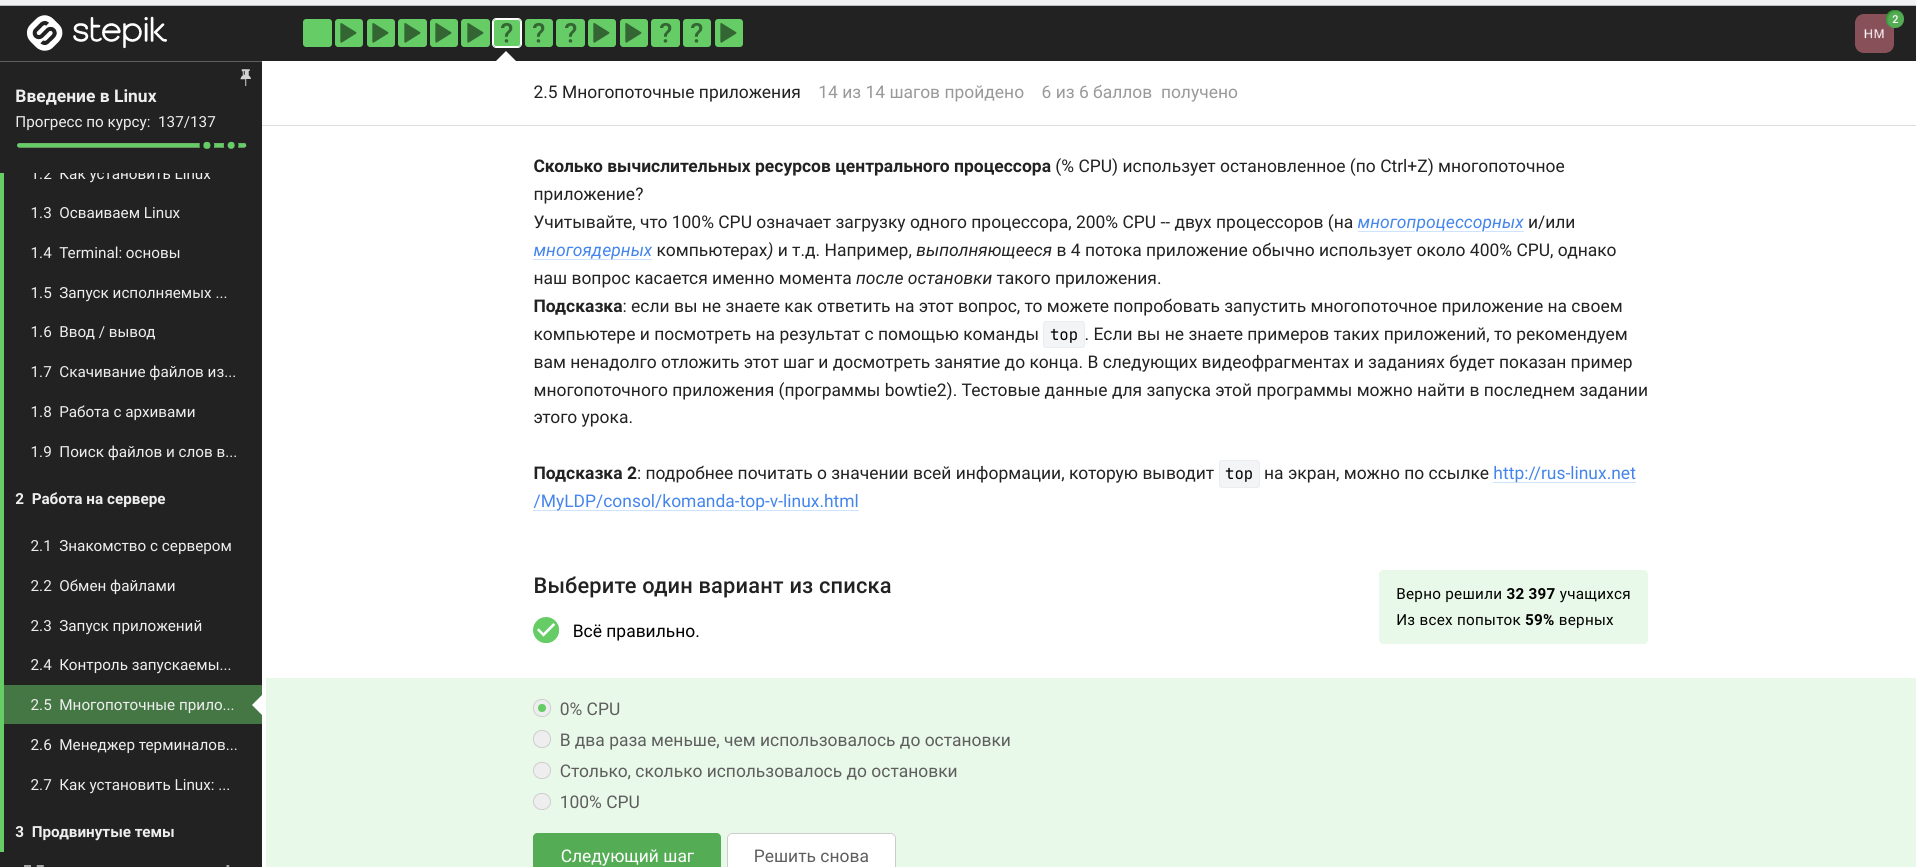 stepik
? ? ? ? ?
НМ
2
Введение в Linux
Прогресс по курсу: 137/137
1.2 Как установить Linux
1.3 Осваиваем Linux
1.4 Terminal: основы
1.5 Запуск исполняемых ...
1.6 Ввод / вывод
1.7 Скачивание файлов из...
1.8 Работа с архивами
1.9 Поиск файлов и слов в...
2 Работа на сервере
2.1 Знакомство с сервером
2.2 Обмен файлами
2.3 Запуск приложений
2.4 Контроль запускаемы...
2.5 Многопоточные прило...
2.6 Менеджер терминалов...
2.7 Как установить Linux: ...
3 Продвинутые темы
2.5 Многопоточные приложения 14 из 14 шагов пройдено 6 из 6 баллов получено
Сколько вычислительных ресурсов центрального процессора (% CPU) использует остановленное (по Ctrl+Z) многопоточное
приложение?
Учитывайте, что 100% CPU означает загрузку одного процессора, 200% CPU -- двух процессоров (на многопроцессорных и/или
многоядерных компьютерах) и т.д. Например, выполняющееся в 4 потока приложение обычно использует около 400% CPU, однако
наш вопрос касается именно момента после остановки такого приложения.
Подсказка: если вы не знаете как ответить на этот вопрос, то можете попробовать запустить многопоточное приложение на своем
компьютере и посмотреть на результат с помощью команды top. Если вы не знаете примеров таких приложений, то рекомендуем
вам ненадолго отложить этот шаг и досмотреть занятие до конца. В следующих видеофрагментах и заданиях будет показан пример
многопоточного приложения (программы bowtie2). Тестовые данные для запуска этой программы можно найти в последнем задании
этого урока.
Подсказка 2: подробнее почитать о значении всей информации, которую выводит top на экран, можно по ссылке http://rus-linux.net
/MyLDP/consol/komanda-top-v-linux.html
Выберите один вариант из списка
Всё правильно.
Верно решили 32 397 учащихся
Из всех попыток 59% верных
0% CPU
В два раза меньше, чем использовалось до остановки
Столько, сколько использовалось до остановки
100% CPU
Следующий шаг
Решить снова